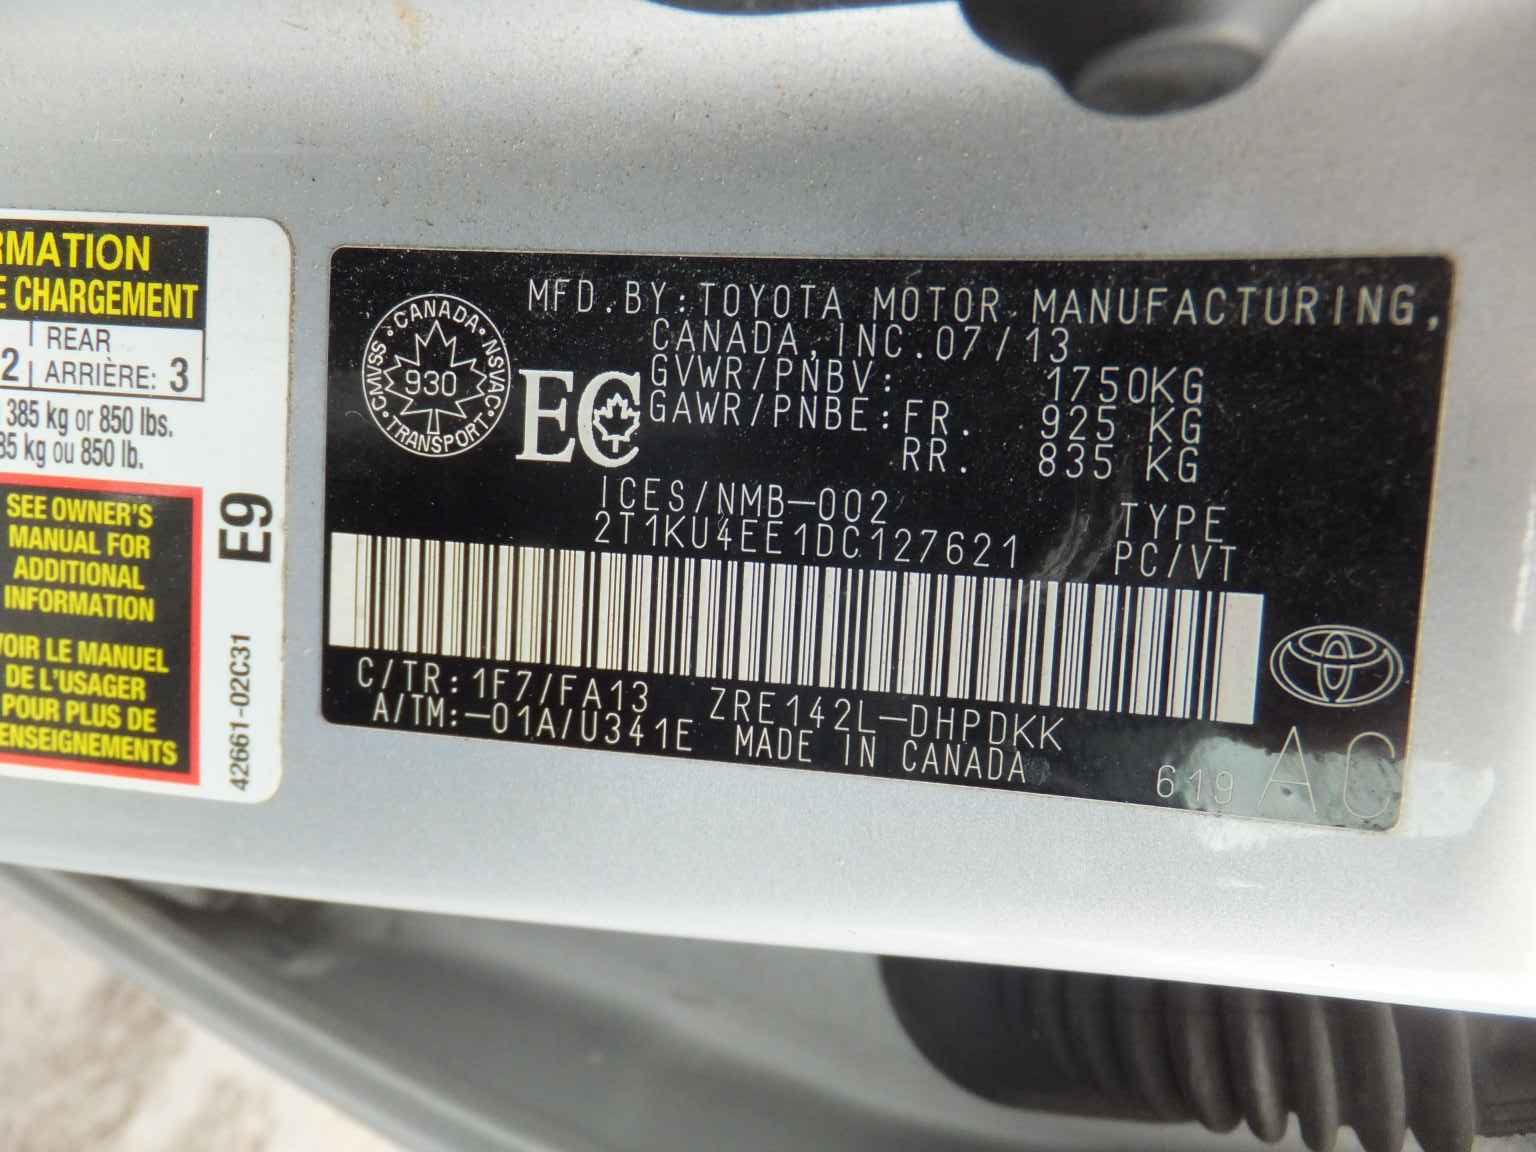 RMATION
E CHARGEMENT
2 REAR
ARRIÈRE: 3
385 kg or 850 lbs.
85 kg ou 850 lb.
SEE OWNER'S
MANUAL FOR
ADDITIONAL
INFORMATION
VOIR LE MANUEL
DE L'USAGER
POUR PLUS DE
ENSEIGNEMENTS
E9
42661-02C31
CANADA · NSVAC · TRANSPORT · CMVSS
930
EC
MFD.BY:TOYOTA MOTOR MANUFACTURING,
CANADA,INC.07/13
GVWR/PNBV: 1750KG
GAWR/PNBE:FR. 925 KG
RR. 835 KG
ICES/NMB-002
2T1KU4EE1DC127621
TYPE
PC/VT
C/TR:1F7/FA13 ZRE142L-DHPDKK
A/TM:-01A/U341E MADE IN CANADA
619 AC